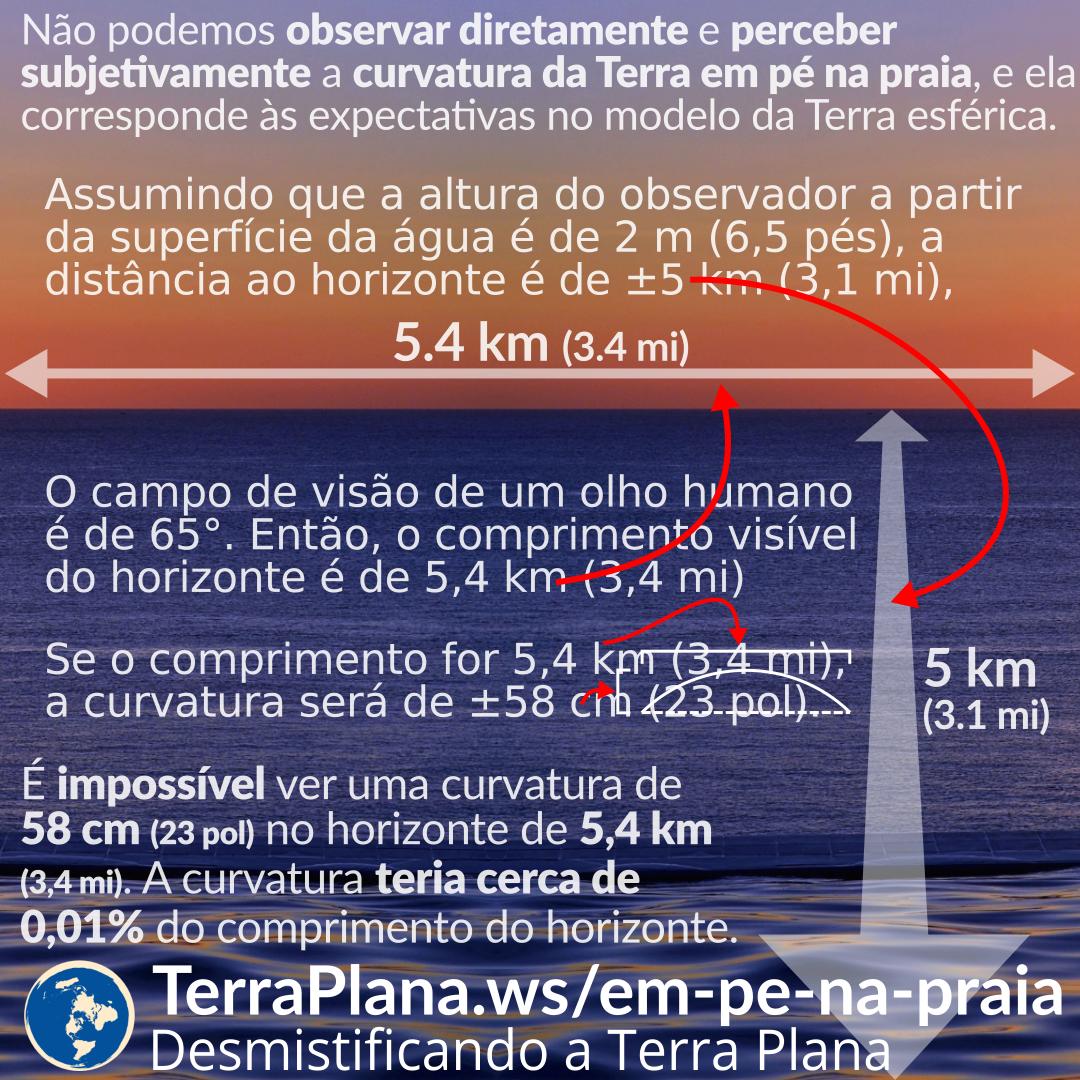 Não podemos observar diretamente e perceber
subjetivamente a curvatura da Terra em pé na praia, e ela
corresponde às expectativas no modelo da Terra esférica.
Assumindo que a altura do observador a partir
da superfície da água é de 2 m (6,5 pés), a
distância ao horizonte é de ±5 km (3,1 mi),
5.4 km (3.4 mi)
O campo de visão de um olho humano
é de 65°. Então, o comprimento visível
do horizonte é de 5,4 km (3,4 mi)
Se o comprimento for 5,4 km (3,4 mi),
a curvatura será de ±58 cm (23 pol).
5 km
(3.1 mi)
É impossível ver uma curvatura de
58 cm (23 pol) no horizonte de 5,4 km
(3,4 mi). A curvatura teria cerca de
0,01% do comprimento do horizonte.
TerraPlana.ws/em-pe-na-praia
Desmistificando a Terra Plana